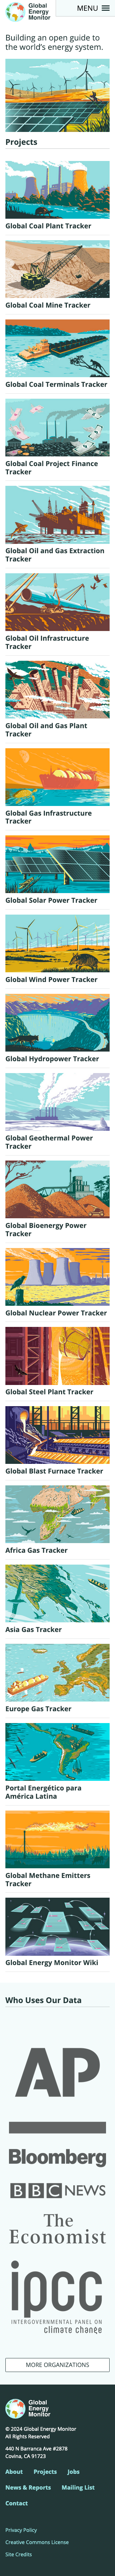 Global
Energy
Monitor
MENU
Building an open guide to
the world's energy system.
Projects
Global Coal Plant Tracker
Global Coal Mine Tracker
Global Coal Terminals Tracker
Global Coal Project Finance
Tracker
Global Oil and Gas Extraction
Tracker
Global Oil Infrastructure
Tracker
Global Oil and Gas Plant
Tracker
Global Gas Infrastructure
Tracker
Global Solar Power Tracker
Global Wind Power Tracker
Global Hydropower Tracker
Global Geothermal Power
Tracker
Global Bioenergy Power
Tracker
Global Nuclear Power Tracker
Global Steel Plant Tracker
Global Blast Furnace Tracker
Africa Gas Tracker
Asia Gas Tracker
Europe Gas Tracker
Portal Energético para
América Latina
Global Methane Emitters
Tracker
Global Energy Monitor Wiki
Who Uses Our Data
AP
Bloomberg
BBC NEWS
The
Economist
ipcc
INTERGOVERNMENTAL PANEL ON
climate change
MORE ORGANIZATIONS
Global
Energy
Monitor
© 2024 Global Energy Monitor
All Rights Reserved
440 N Barranca Ave #2878
Covina, CA 91723
About Projects Jobs
News & Reports Mailing List
Contact
Privacy Policy
Creative Commons License
Site Credits